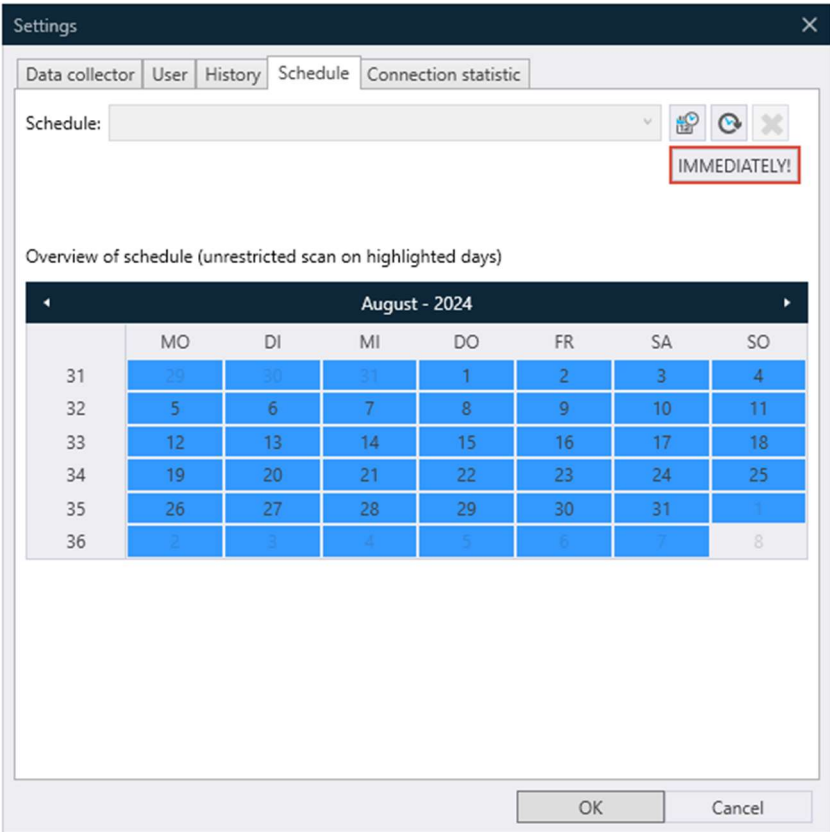 Settings
Data collector User History Schedule Connection statistic
Schedule:
IMMEDIATELY!
Overview of schedule (unrestricted scan on highlighted days)
August - 2024
MO DI MI DO FR SA SO
31 29 30 31 1 2 3 4
32 5 6 7 8 9 10 11
33 12 13 14 15 16 17 18
34 19 20 21 22 23 24 25
35 26 27 28 29 30 31 1
36 2 3 4 5 6 7 8
OK Cancel